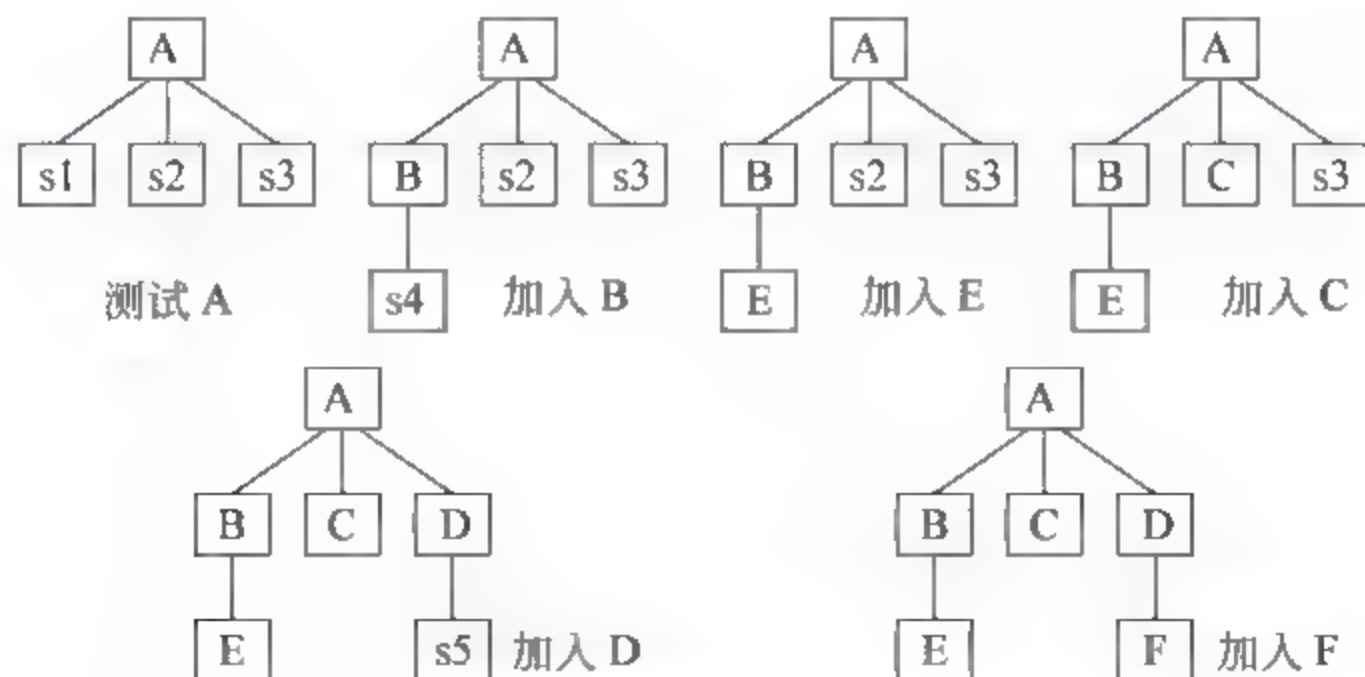 A A A A
s1 s2 s3 B s2 s3 B s2 s3 B C s3
测试 A s4 加入 B E 加入 E E 加入 C
A A
B C D B C D
E s5 加入 D E F 加入 F